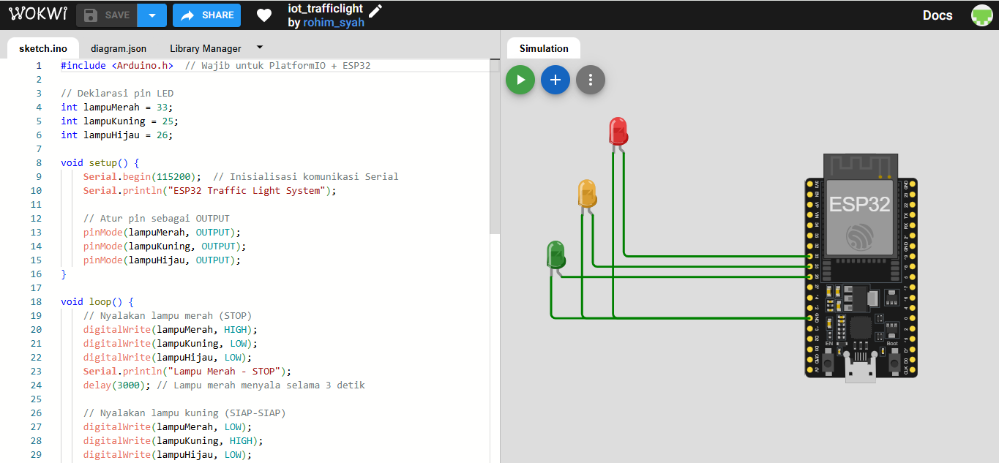 WOKWI SAVE SHARE iot_trafficlight Docs
by rohim_syah
sketch.ino diagram.json Library Manager
1 #include <Arduino.h>  // Wajib untuk PlatformIO + ESP32
2
3 // Deklarasi pin LED
4 int lampuMerah = 33;
5 int lampuKuning = 25;
6 int lampuHijau = 26;
7
8 void setup() {
9     Serial.begin(115200);  // Inisialisasi komunikasi Serial
10     Serial.println("ESP32 Traffic Light System");
11
12     // Atur pin sebagai OUTPUT
13     pinMode(lampuMerah, OUTPUT);
14     pinMode(lampuKuning, OUTPUT);
15     pinMode(lampuHijau, OUTPUT);
16 }
17
18 void loop() {
19     // Nyalakan lampu merah (STOP)
20     digitalWrite(lampuMerah, HIGH);
21     digitalWrite(lampuKuning, LOW);
22     digitalWrite(lampuHijau, LOW);
23     Serial.println("Lampu Merah - STOP");
24     delay(3000); // Lampu merah menyala selama 3 detik
25
26     // Nyalakan lampu kuning (SIAP-SIAP)
27     digitalWrite(lampuMerah, LOW);
28     digitalWrite(lampuKuning, HIGH);
29     digitalWrite(lampuHijau, LOW);
Simulation
ESP32
EN
Boot